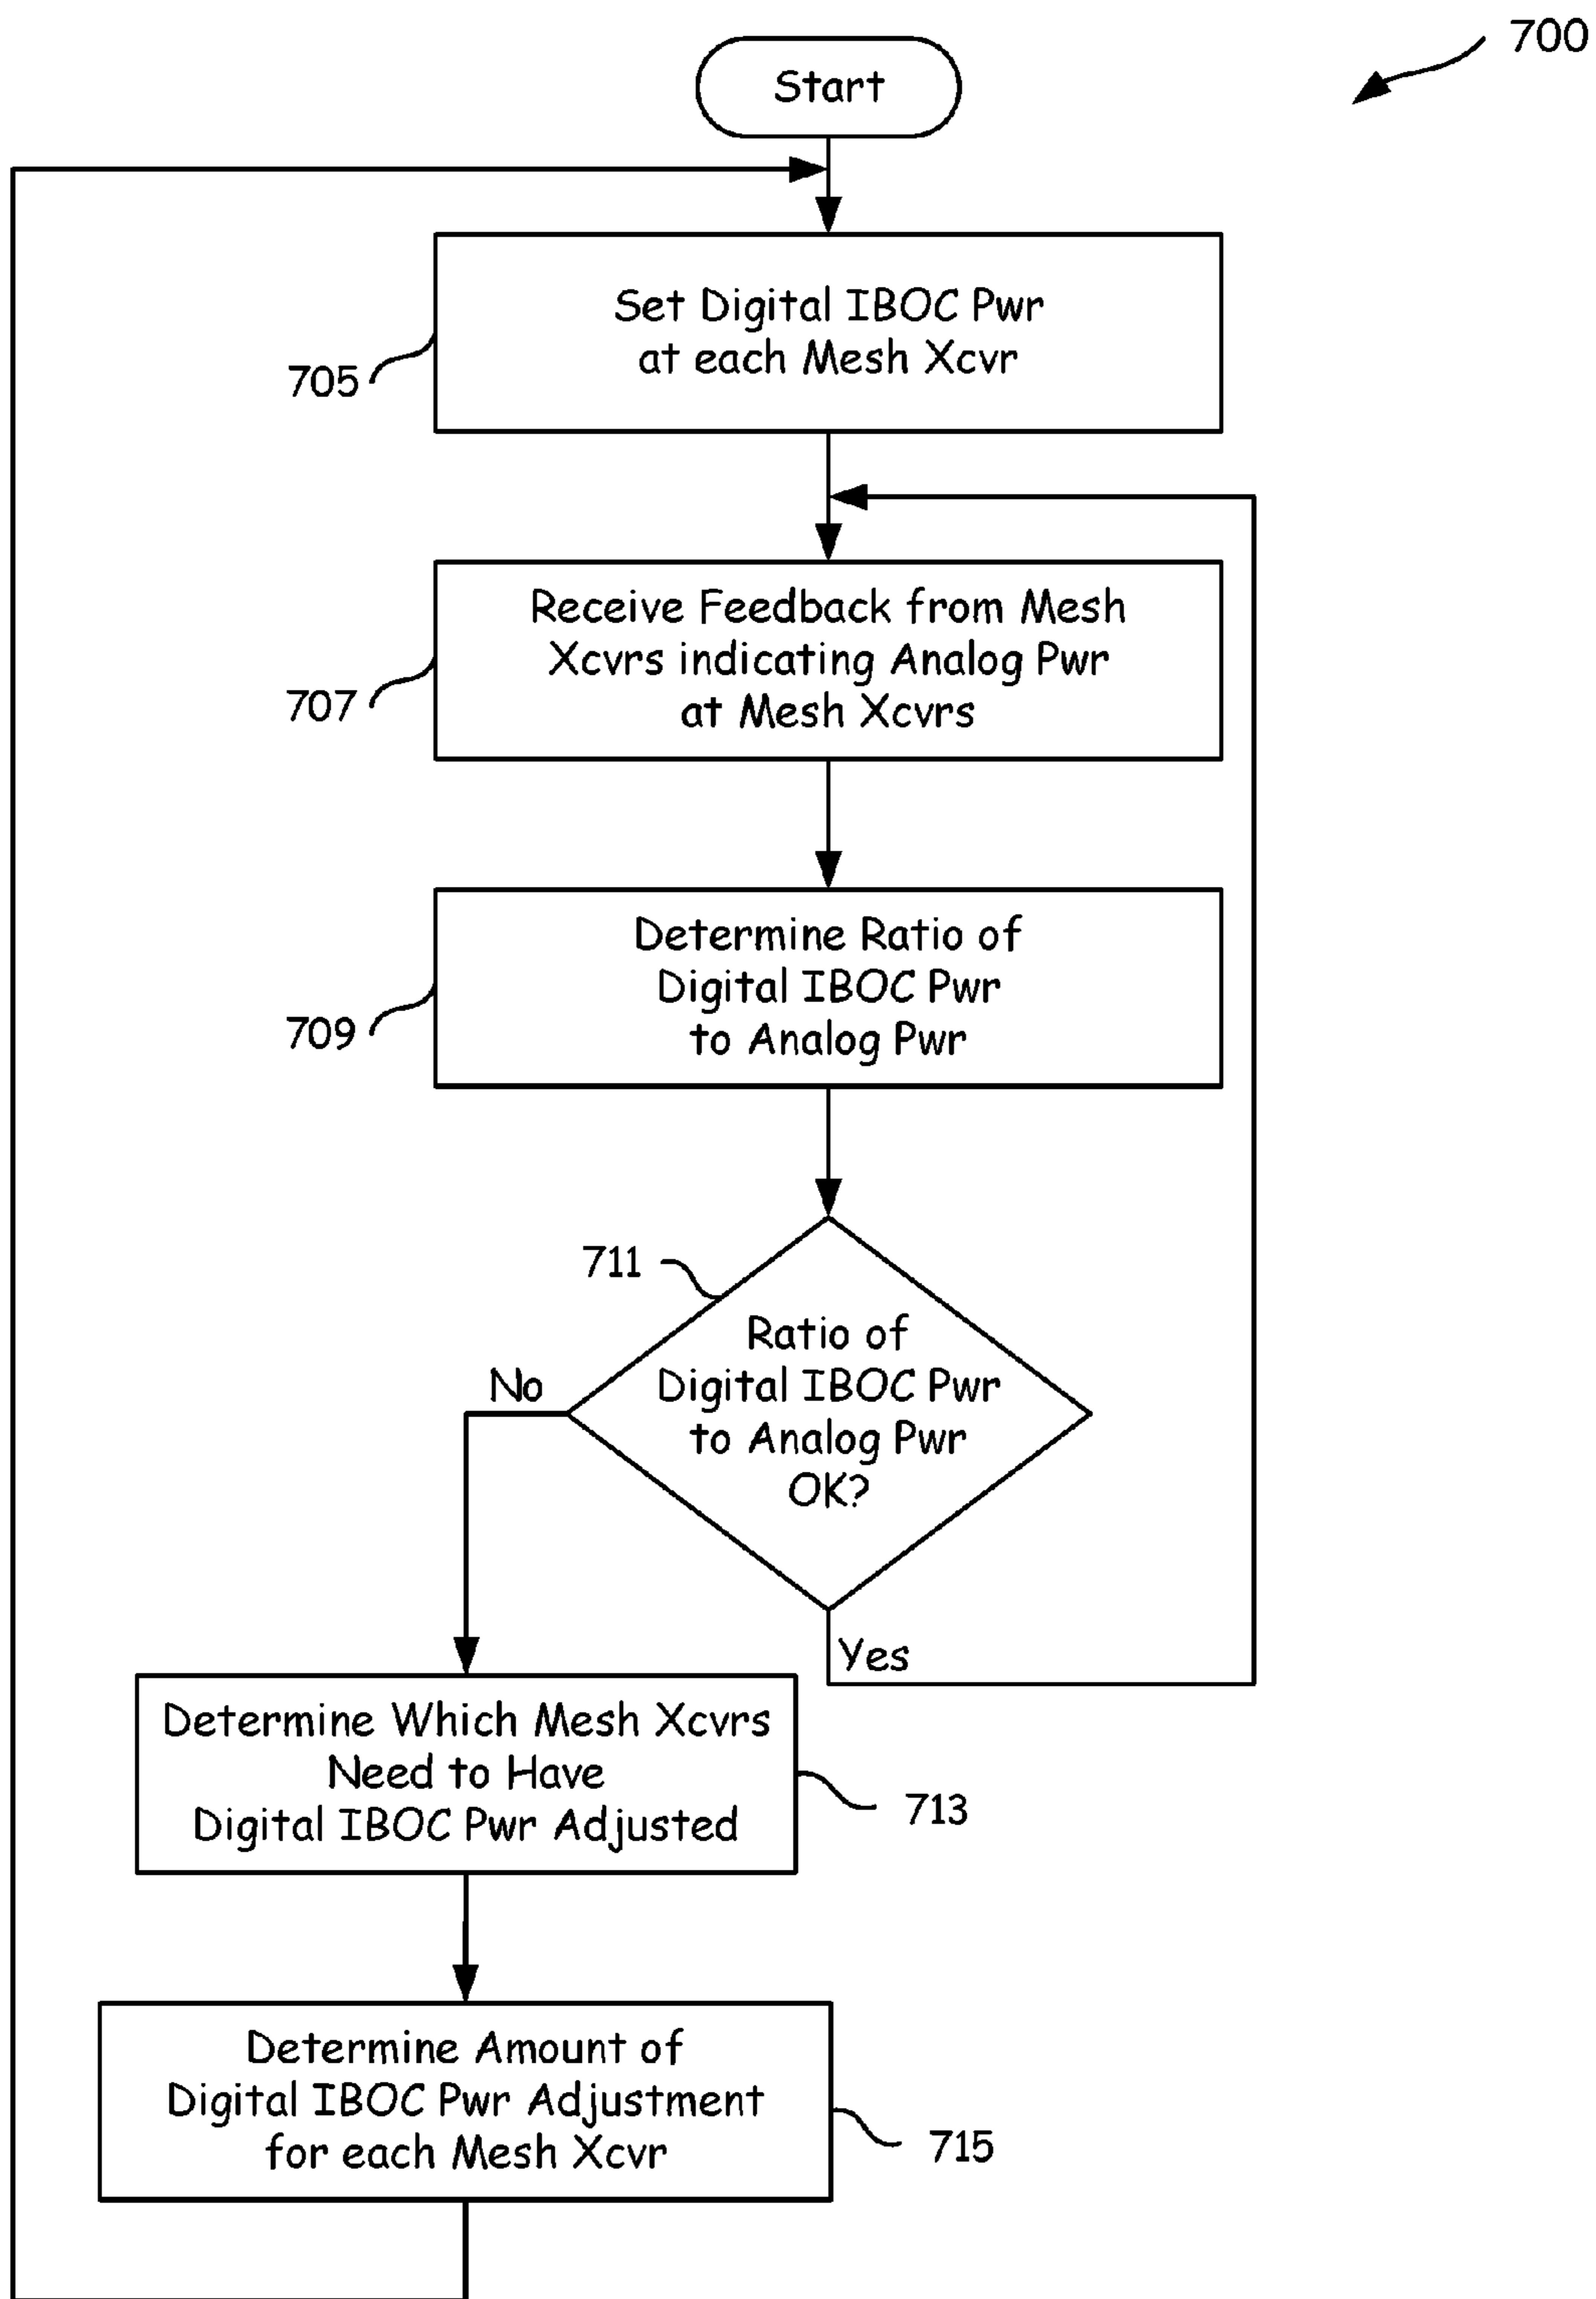 700
Start
Set Digital IBOC Pwr
at each Mesh Xcvr
705
Receive Feedback from Mesh
Xcvrs indicating Analog Pwr
at Mesh Xcvrs
707
Determine Ratio of
Digital IBOC Pwr
to Analog Pwr
709
711
Ratio of
Digital IBOC Pwr
to Analog Pwr
OK?
No
Yes
Determine Which Mesh Xcvrs
Need to Have
Digital IBOC Pwr Adjusted
713
Determine Amount of
Digital IBOC Pwr Adjustment
for each Mesh Xcvr
715